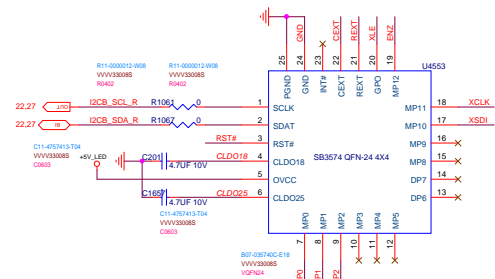 GND
CEXT
REXT
XLE
ENZ
25
24
23
22
21
20
19
U4553
PGND
GND
INT#
CEXT
REXT
GPO
MP12
R11-0000012-W08
VVVV33008S
R0402
R11-0000012-W08
VVVV33008S
R0402
22.27
OUT
I2CB_SCL_R
R1061
0
1
SCLK
MP11
18
XCLK
22.27
I2CB_SDA_R
R1067
0
2
SDAT
MP10
17
XSDI
RST#
3
RST#
MP9
16
C11-4757413-T04
VVVV33008S
C0603
+5V_LED
C201
4.7UF 10V
CLDO18
4
CLDO18
SB3574 QFN-24 4X4
MP8
15
5
OVCC
DP7
14
C1657
4.7UF 10V
CLDO25
6
CLDO25
DP6
13
C11-4757413-T04
VVVV33008S
C0603
MP0
MP1
MP2
MP3
MP4
MP5
7
8
9
10
11
12
B07-035740C-E18
VVVV33008S
VQFN24
P0
P1
P2